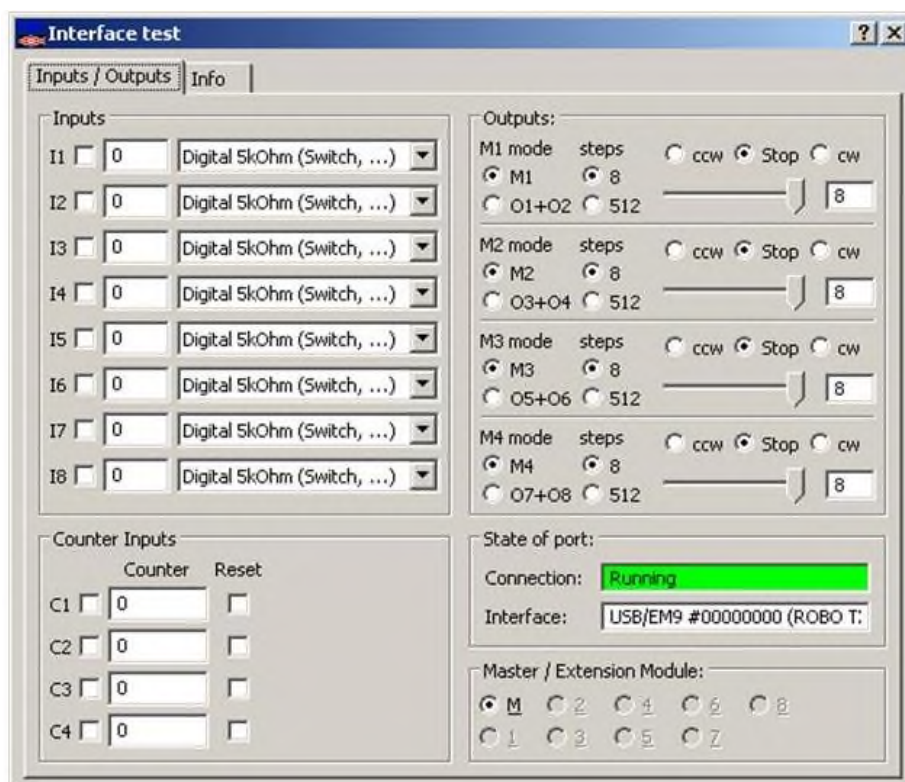 Interface test
Inputs / Outputs
Info
Inputs
I1 0 Digital 5kOhm (Switch, ...)
I2 0 Digital 5kOhm (Switch, ...)
I3 0 Digital 5kOhm (Switch, ...)
I4 0 Digital 5kOhm (Switch, ...)
I5 0 Digital 5kOhm (Switch, ...)
I6 0 Digital 5kOhm (Switch, ...)
I7 0 Digital 5kOhm (Switch, ...)
I8 0 Digital 5kOhm (Switch, ...)
Counter Inputs
Counter Reset
C1 0
C2 0
C3 0
C4 0
Outputs:
M1 mode steps ccw Stop cw
M1 8 8
O1+O2 512
M2 mode steps ccw Stop cw
M2 8 8
O3+O4 512
M3 mode steps ccw Stop cw
M3 8 8
O5+O6 512
M4 mode steps ccw Stop cw
M4 8 8
O7+O8 512
State of port:
Connection: Running
Interface: USB/EM9 #00000000 (ROBO T
Master / Extension Module:
M 2 4 6 8
1 3 5 7